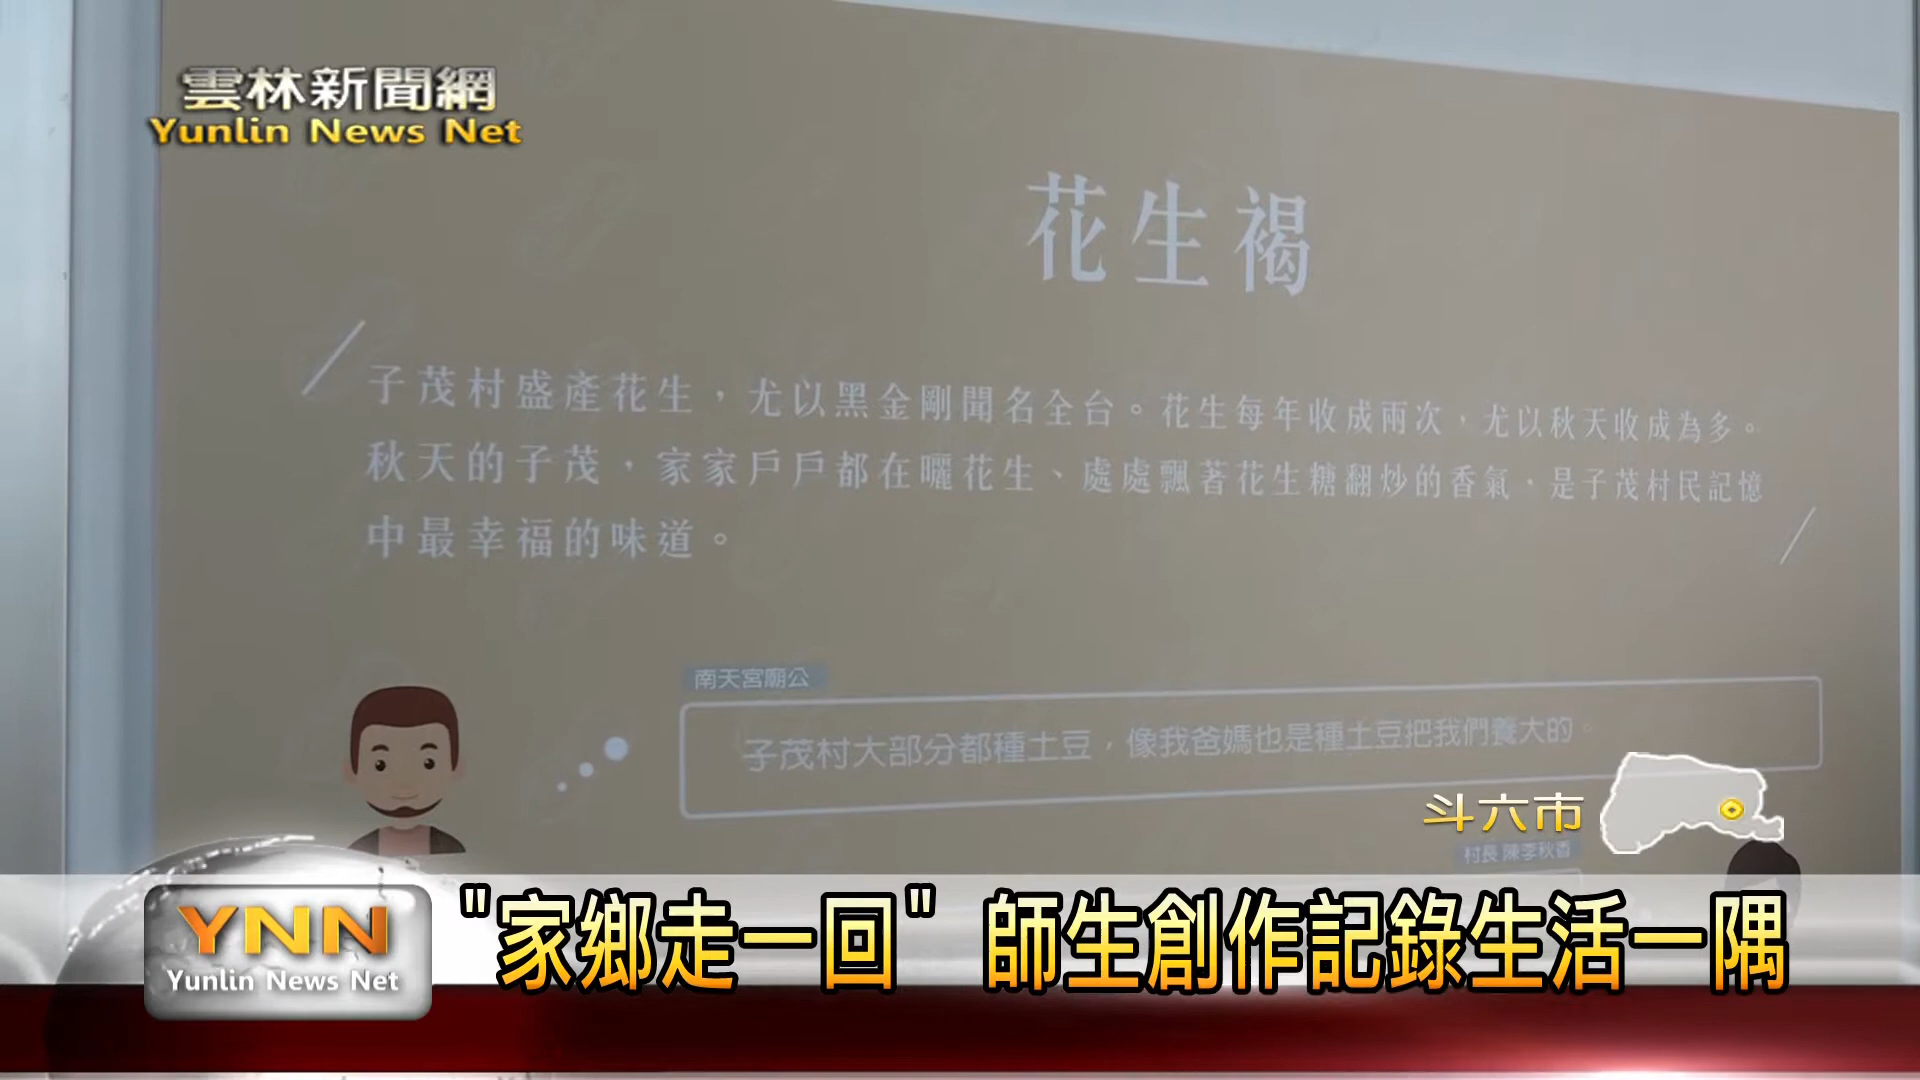 雲林新聞網
Yunlin News Net
花生褐
子茂村盛產花生，尤以黑金剛聞名全台。花生每年收成兩次，尤以秋天收成為多。
秋天的子茂，家家戶戶都在曬花生、處處飄著花生糖翻炒的香氣，是子茂村民記憶
中最幸福的味道。
南天宮廟公
子茂村大部分都種土豆，像我爸媽也是種土豆把我們養大的。
斗六市
村長 陳季秋香
YNN
Yunlin News Net
"家鄉走一回" 師生創作記錄生活一隅